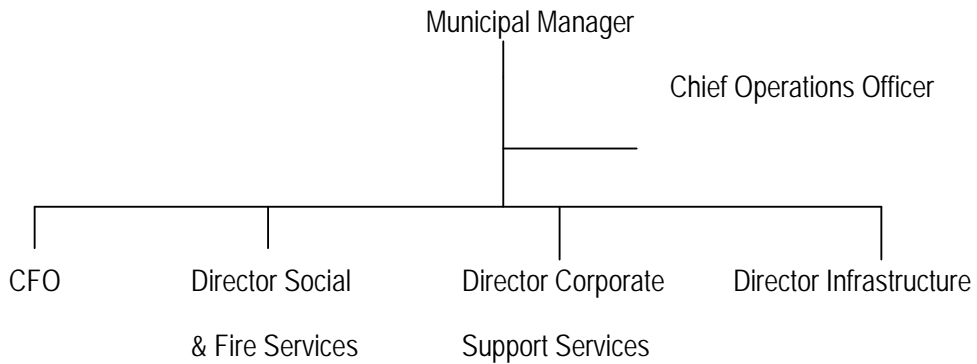 Municipal Manager
Chief Operations Officer
CFO
Director Social
& Fire Services
Director Corporate
Support Services
Director Infrastructure